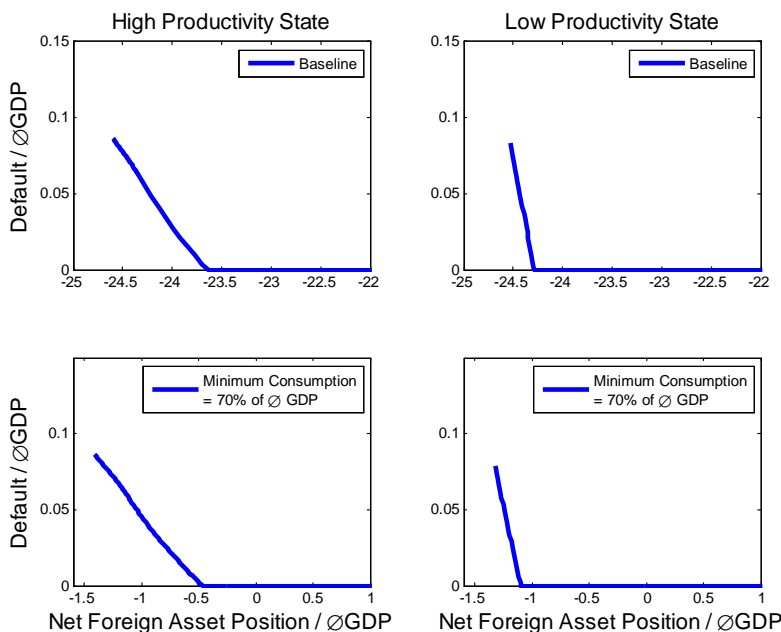 High Productivity State
Low Productivity State
Default / ∅GDP
0.15
0.1
0.05
0
Baseline
-25 -24.5 -24 -23.5 -23 -22.5 -22
0.15
0.1
0.05
0
Baseline
-25 -24.5 -24 -23.5 -23 -22.5 -22
Default / ∅GDP
0.1
0.05
0
Minimum Consumption
= 70% of ∅ GDP
-1.5 -1 -0.5 0 0.5 1
Net Foreign Asset Position / ∅GDP
0.1
0.05
0
Minimum Consumption
= 70% of ∅ GDP
-1.5 -1 -0.5 0 0.5 1
Net Foreign Asset Position / ∅GDP